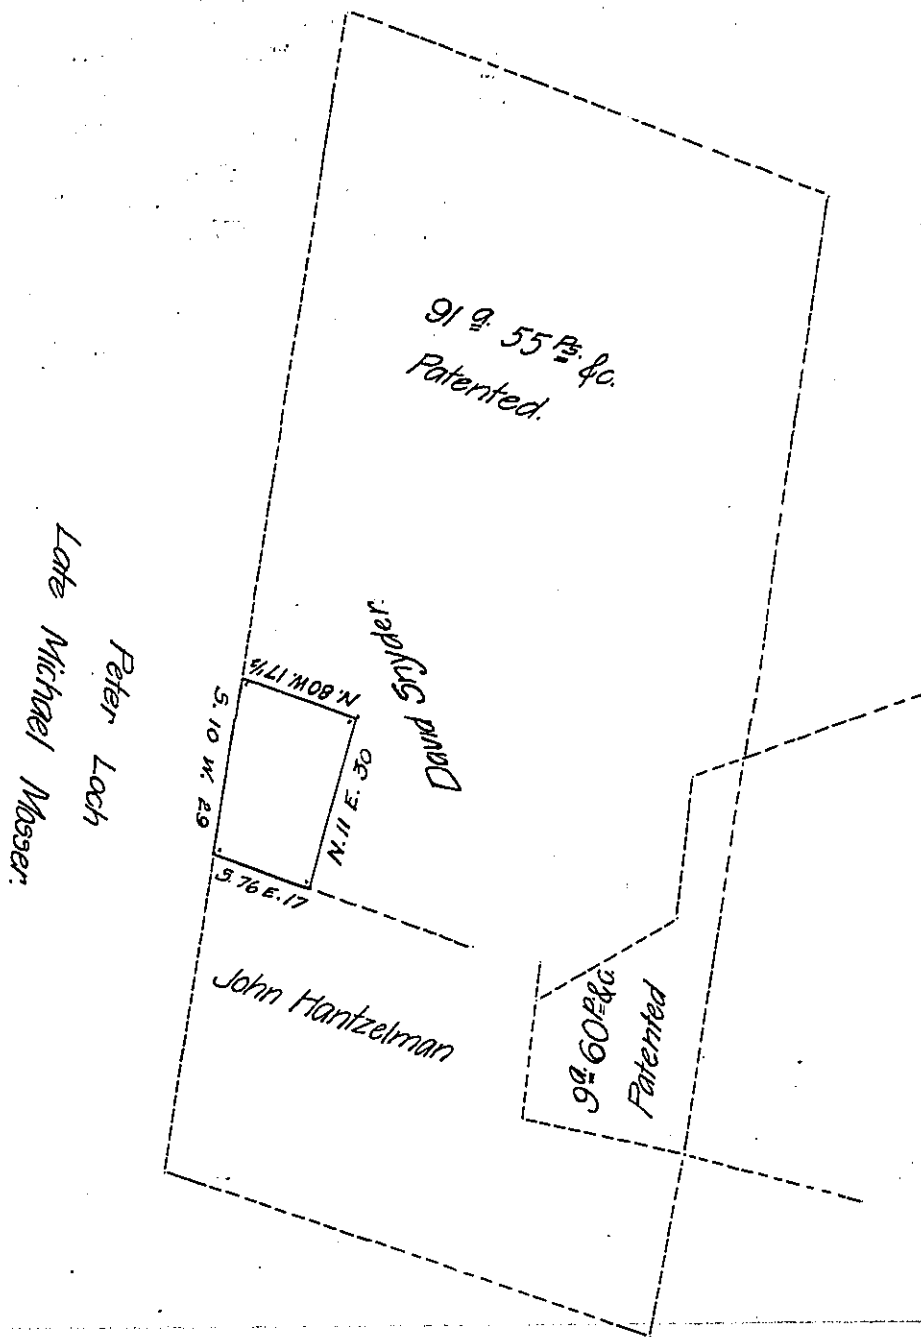 91 a. 55 Ps. &c.
Patented.
David Snyder.
N. 80 W. 17½
N. 11 E. 30
S. 10 W. 29
S. 76 E. 17
Peter Loch
Late Michael Mosser.
John Hantzelman
9 a. 60 P. &c.
Patented